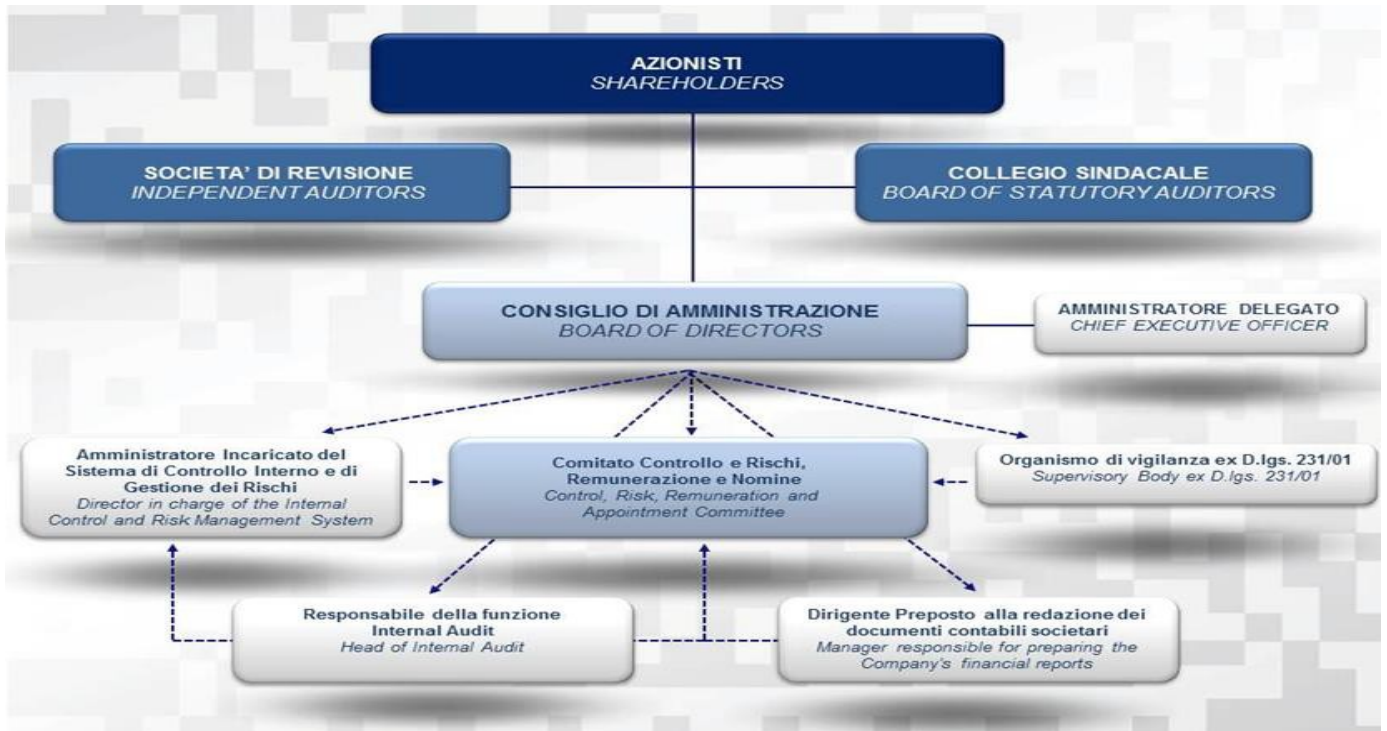 AZIONISTI
SHAREHOLDERS
SOCIETA' DI REVISIONE
INDEPENDENT AUDITORS
COLLEGIO SINDACALE
BOARD OF STATUTORY AUDITORS
CONSIGLIO DI AMMINISTRAZIONE
BOARD OF DIRECTORS
AMMINISTRATORE DELEGATO
CHIEF EXECUTIVE OFFICER
Amministratore Incaricato del
Sistema di Controllo Interno e di
Gestione dei Rischi
Director in charge of the Internal
Control and Risk Management System
Comitato Controllo e Rischi,
Remunerazione e Nomine
Control, Risk, Remuneration and
Appointment Committee
Organismo di vigilanza ex D.lgs. 231/01
Supervisory Body ex D.lgs. 231/01
Responsabile della funzione
Internal Audit
Head of Internal Audit
Dirigente Preposto alla redazione dei
documenti contabili societari
Manager responsible for preparing the
Company's financial reports